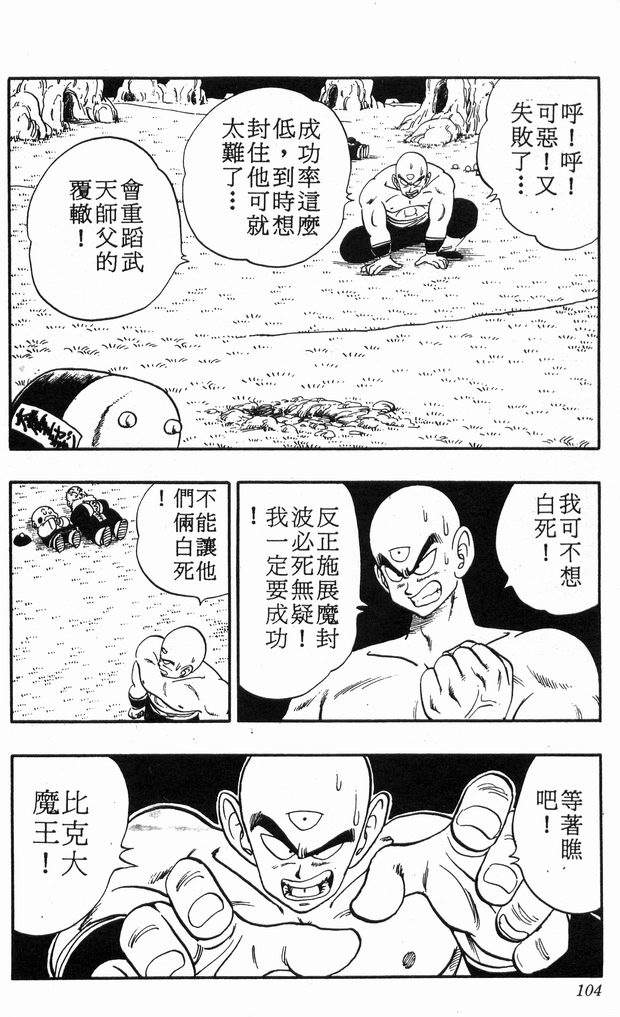 呼！呼！
可惡！又
失敗了…
成功率這麼
低，到時想
封住他可就
太難了…
會重蹈武
天師父的
覆轍！
我可不想
白死！
反正施展魔封
波必死無疑！
我一定要成功
！
不能讓他
們倆白死
！
等著瞧
吧！
比克大
魔王！
104